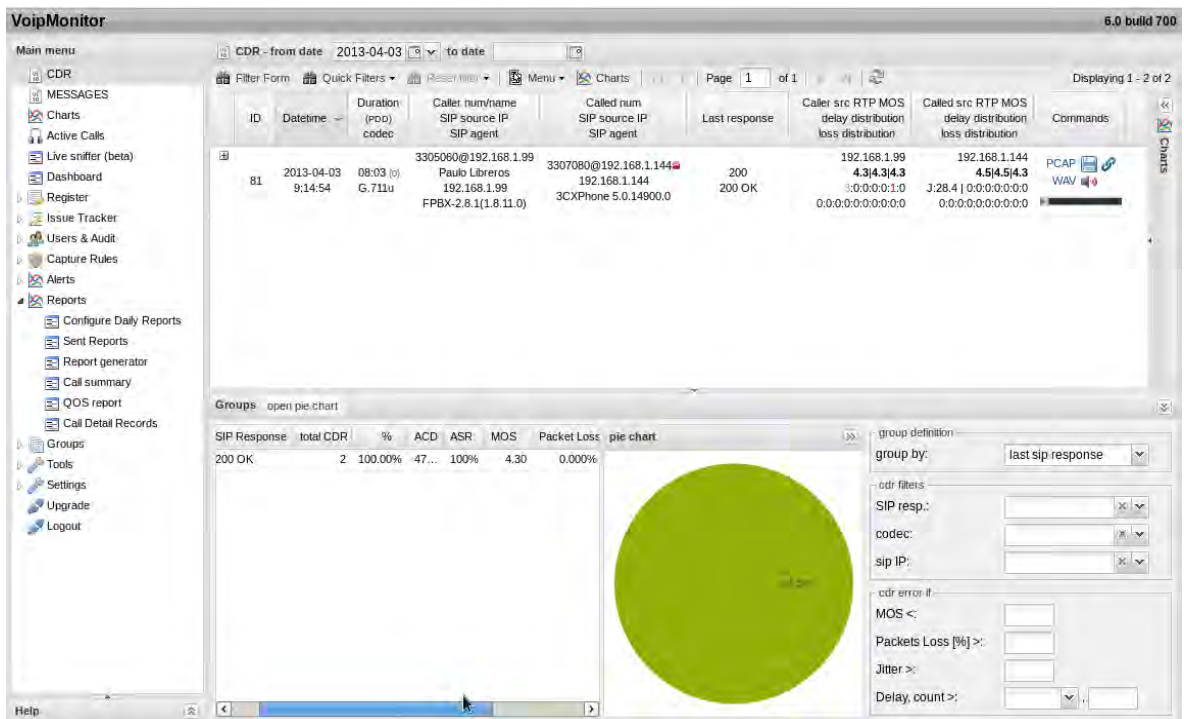 VoipMonitor
6.0 build 700
Main menu
CDR
MESSAGES
Charts
Active Calls
Live sniffer (beta)
Dashboard
Register
Issue Tracker
Users & Audit
Capture Rules
Alerts
Reports
Configure Daily Reports
Sent Reports
Report generator
Call summary
QOS report
Call Detail Records
Groups
Tools
Settings
Upgrade
Logout
Help
CDR - from date 2013-04-03 to date
Filter Form Quick Filters Reset filter Menu Charts Page 1 of 1 Displaying 1 - 2 of 2
ID
Datetime
Duration
(PDD)
codec
Caller num/name
SIP source IP
SIP agent
Called num
SIP source IP
SIP agent
Last response
Caller src RTP MOS
delay distribution
loss distribution
Called src RTP MOS
delay distribution
loss distribution
Commands
Charts
81
2013-04-03
9:14:54
08:03 (0)
G.711u
3305060@192.168.1.99
Paulo Libreros
192.168.1.99
FPBX-2.8.1(1.8.11.0)
3307080@192.168.1.144
192.168.1.144
3CXPhone 5.0.14900.0
200
200 OK
192.168.1.99
4.3|4.3|4.3
:0:0:0:0:1:0
0:0:0:0:0:0:0:0:0
192.168.1.144
4.5|4.5|4.3
J:28.4 | 0:0:0:0:0:0:0
0:0:0:0:0:0:0:0:0
PCAP
WAV
Groups open pie chart
SIP Response total CDR % ACD ASR MOS Packet Loss
200 OK 2 100.00% 47... 100% 4.30 0.000%
pie chart
group definition
group by: last sip response
cdr filters
SIP resp.:
codec:
sip IP:
cdr error if
MOS <:
Packets Loss [%] >:
Jitter >:
Delay, count >: ,